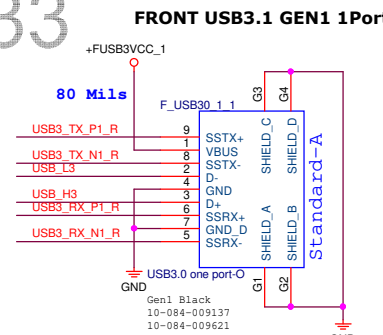 33
FRONT USB3.1 GEN1 1Port
+FUSB3VCC_1
80 Mils
F_USB30_1_1
G3
G4
USB3_TX_P1_R 9 SSTX+
1 VBUS
USB3_TX_N1_R 8 SSTX-
USB_L3 2 D-
4 GND
USB_H3 3 D+
USB3_RX_P1_R 6 SSRX+
7 GND_D
USB3_RX_N1_R 5 SSRX-
SHIELD_C
SHIELD_D
SHIELD_A
SHIELD_B
Standard-A
G1
G2
GND
USB3.0 one port-O
Gen1 Black
10-084-009137
10-084-009621